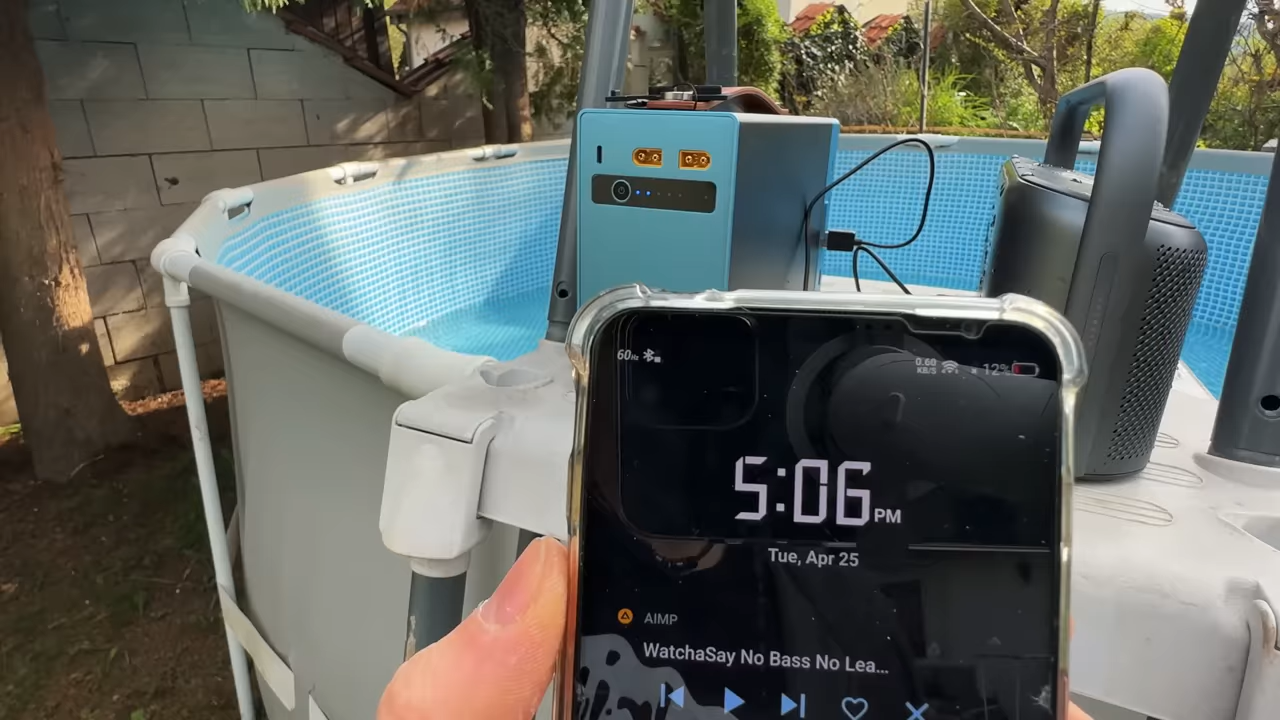 60Hz
0.60 KB/S 12%
5:06 PM
Tue, Apr 25
AIMP
WatchaSay No Bass No Lea...